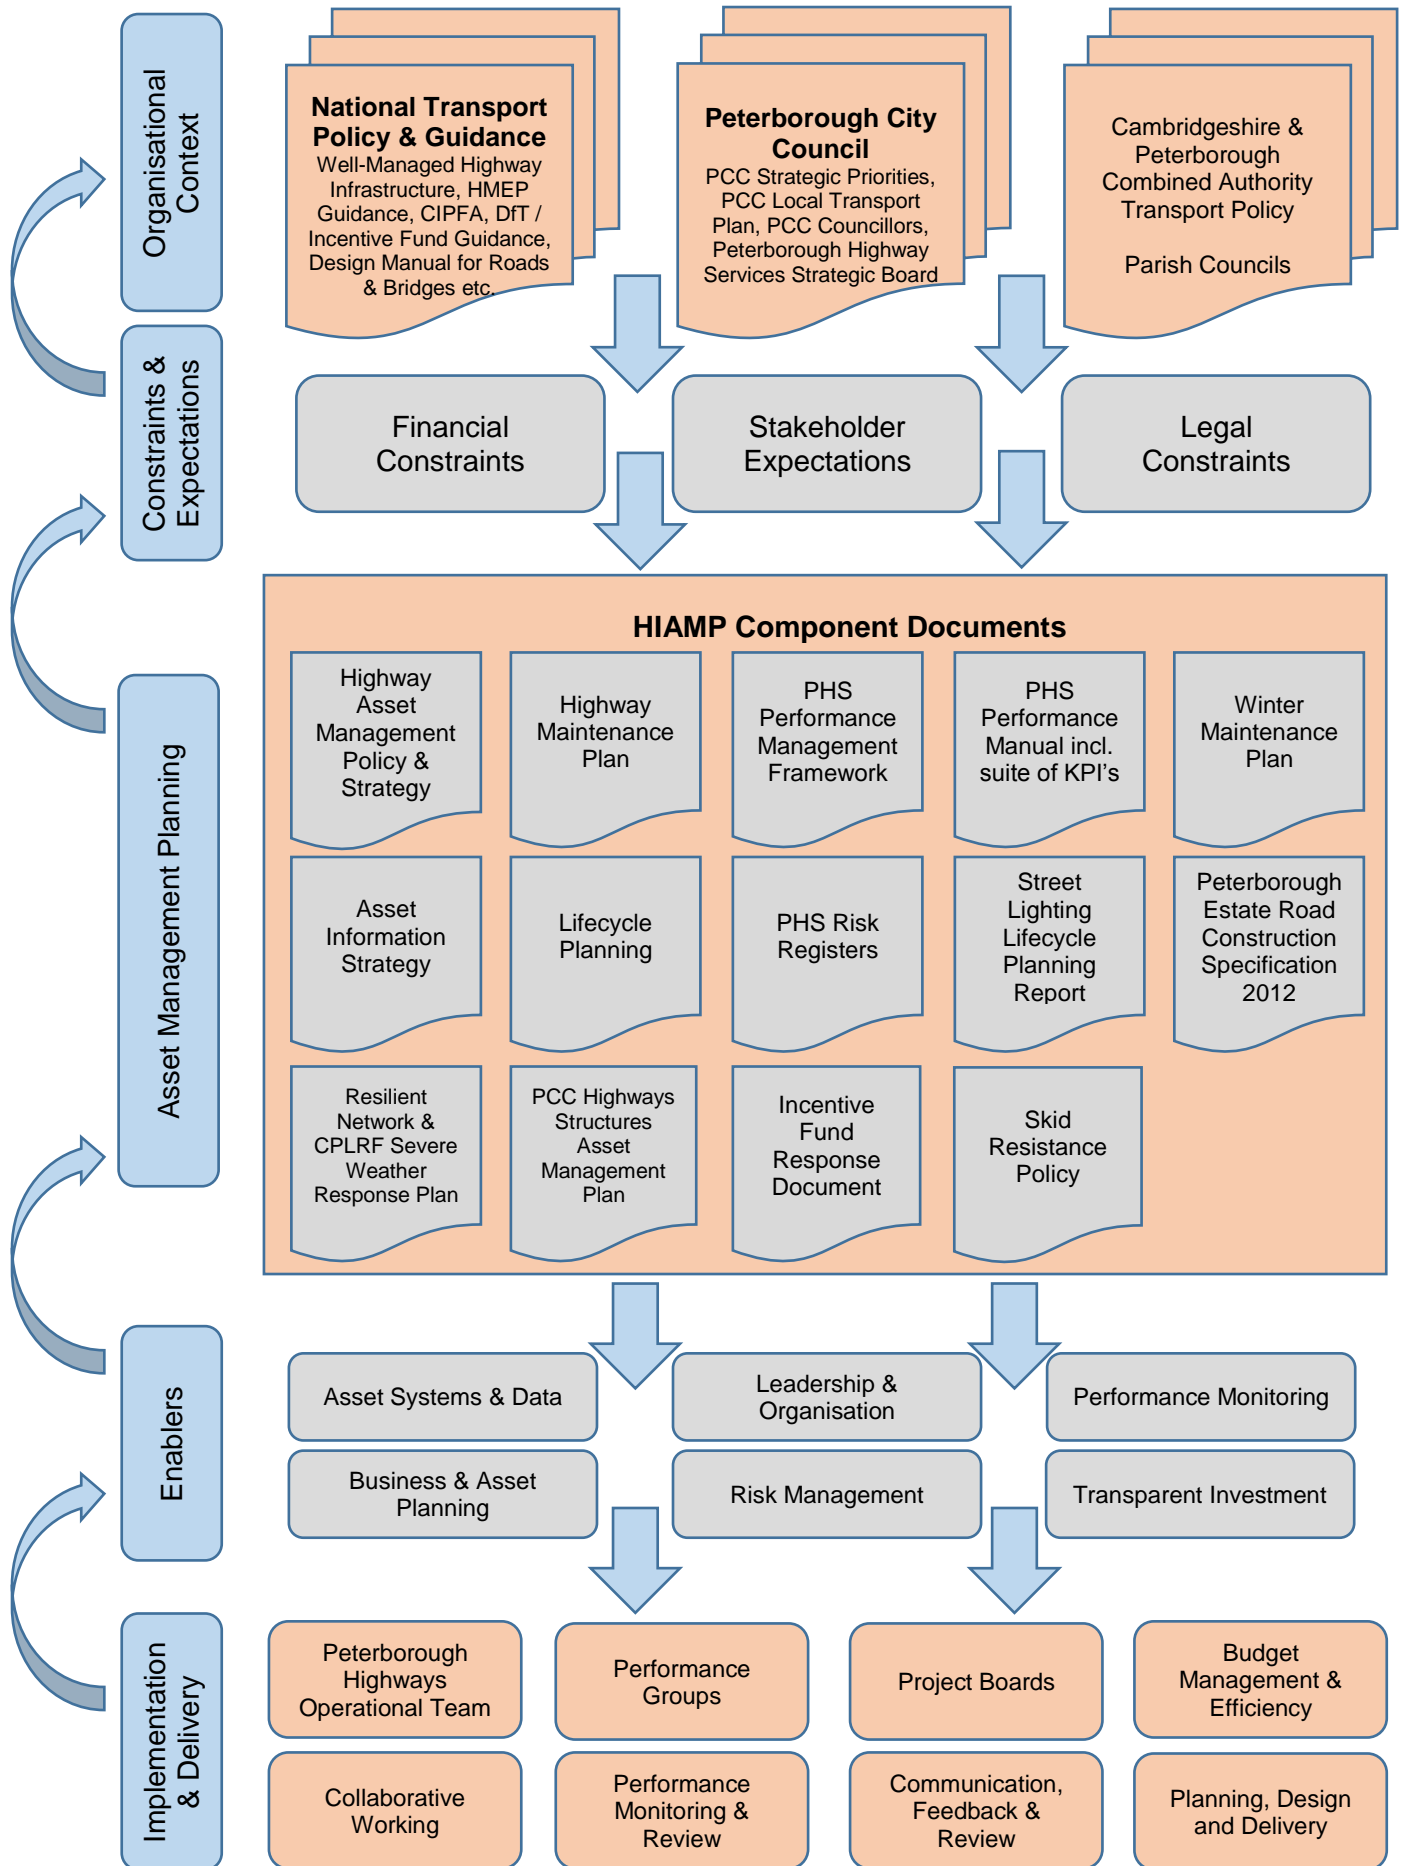 Organisational
Context
National Transport
Policy & Guidance
Well-Managed Highway
Infrastructure, HMEP
Guidance, CIPFA, DfT /
Incentive Fund Guidance,
Design Manual for Roads
& Bridges etc.
Peterborough City
Council
PCC Strategic Priorities,
PCC Local Transport
Plan, PCC Councillors,
Peterborough Highway
Services Strategic Board
Cambridgeshire &
Peterborough
Combined Authority
Transport Policy
Parish Councils
Constraints &
Expectations
Financial
Constraints
Stakeholder
Expectations
Legal
Constraints
Asset Management Planning
HIAMP Component Documents
Highway
Asset
Management
Policy &
Strategy
Highway
Maintenance
Plan
PHS
Performance
Management
Framework
PHS
Performance
Manual incl.
suite of KPI's
Winter
Maintenance
Plan
Asset
Information
Strategy
Lifecycle
Planning
PHS Risk
Registers
Street
Lighting
Lifecycle
Planning
Report
Peterborough
Estate Road
Construction
Specification
2012
Resilient
Network &
CPLRF Severe
Weather
Response Plan
PCC Highways
Structures
Asset
Management
Plan
Incentive
Fund
Response
Document
Skid
Resistance
Policy
Enablers
Asset Systems & Data
Leadership &
Organisation
Performance Monitoring
Business & Asset
Planning
Risk Management
Transparent Investment
Implementation
& Delivery
Peterborough
Highways
Operational Team
Performance
Groups
Project Boards
Budget
Management &
Efficiency
Collaborative
Working
Performance
Monitoring &
Review
Communication,
Feedback &
Review
Planning, Design
and Delivery